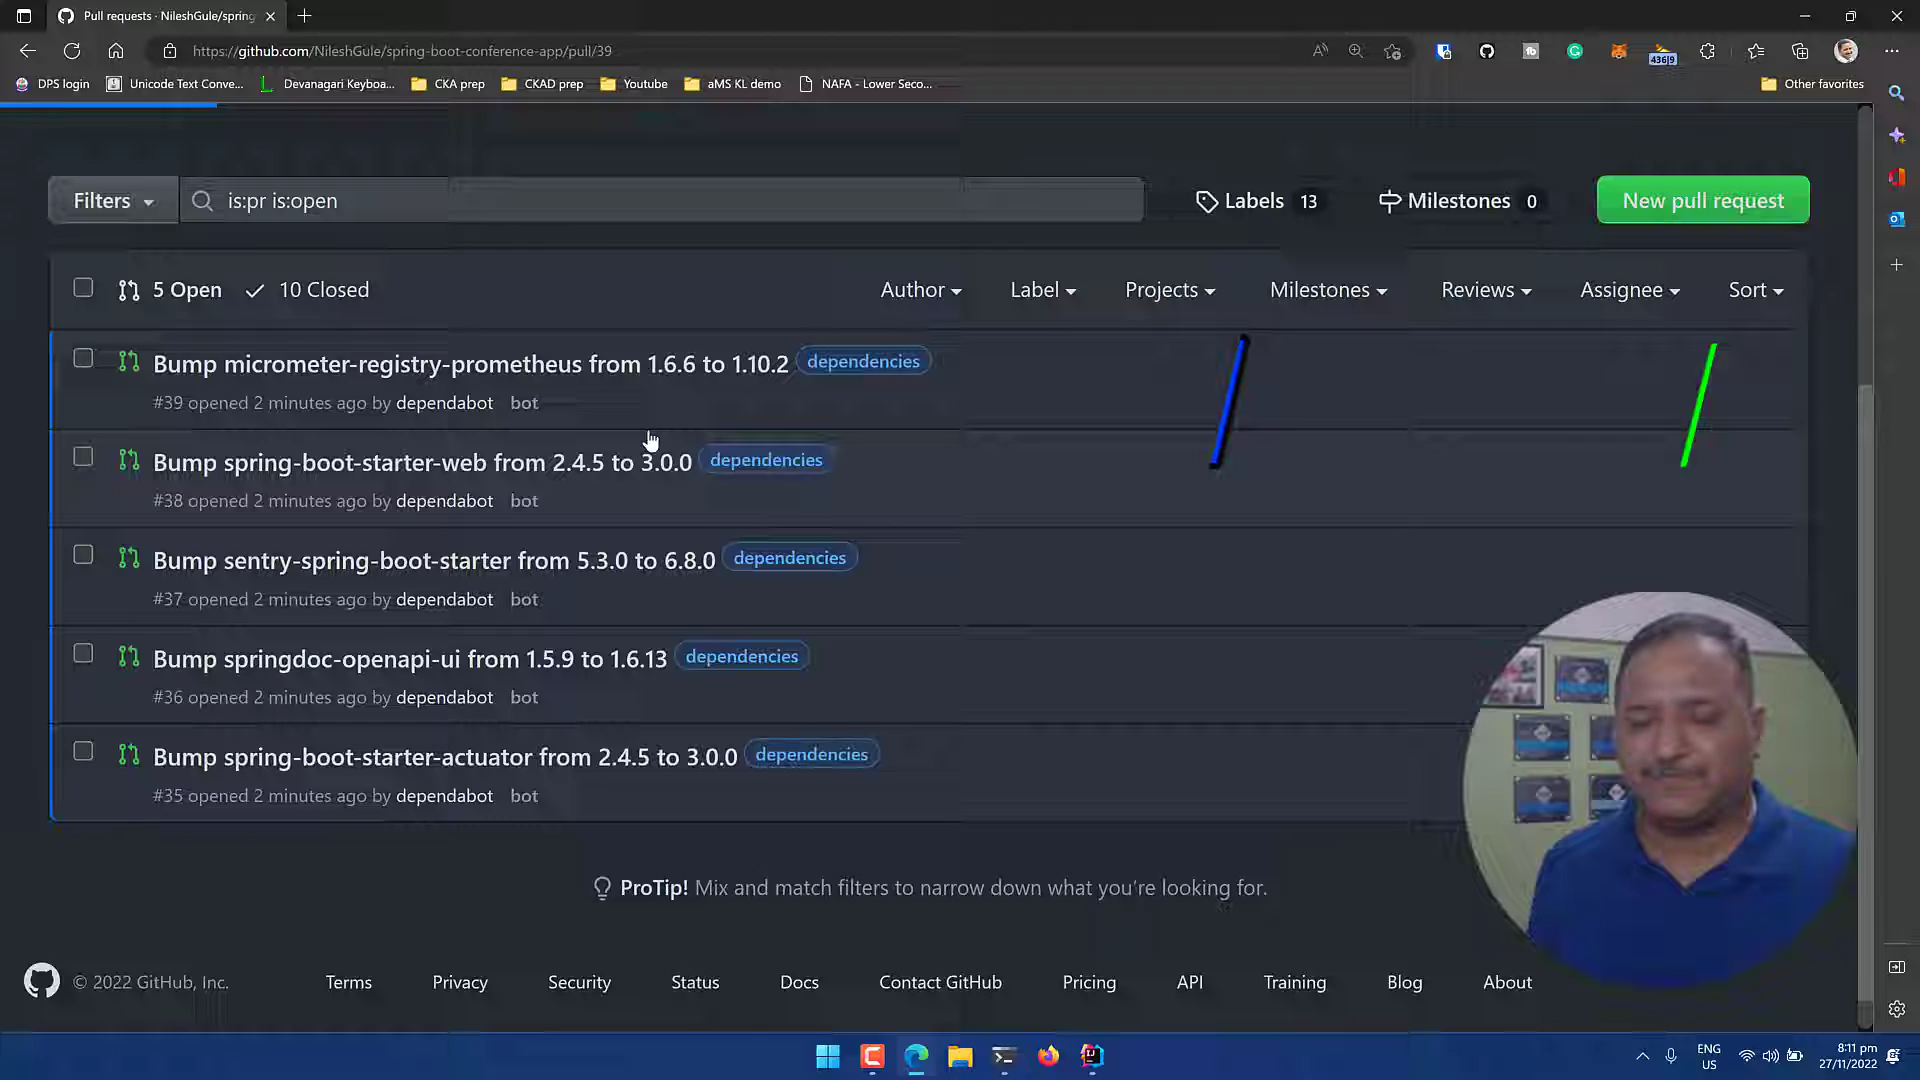 Pull requests · NileshGule/spring
https://github.com/NileshGule/spring-boot-conference-app/pull/39
436|9
DPS login
Unicode Text Conve...
Devanagari Keyboa...
CKA prep
CKAD prep
Youtube
aMS KL demo
NAFA - Lower Seco...
Other favorites
Filters
is:pr is:open
Labels 13
Milestones 0
New pull request
5 Open
10 Closed
Author
Label
Projects
Milestones
Reviews
Assignee
Sort
Bump micrometer-registry-prometheus from 1.6.6 to 1.10.2 dependencies
#39 opened 2 minutes ago by dependabot bot
Bump spring-boot-starter-web from 2.4.5 to 3.0.0 dependencies
#38 opened 2 minutes ago by dependabot bot
Bump sentry-spring-boot-starter from 5.3.0 to 6.8.0 dependencies
#37 opened 2 minutes ago by dependabot bot
Bump springdoc-openapi-ui from 1.5.9 to 1.6.13 dependencies
#36 opened 2 minutes ago by dependabot bot
Bump spring-boot-starter-actuator from 2.4.5 to 3.0.0 dependencies
#35 opened 2 minutes ago by dependabot bot
ProTip! Mix and match filters to narrow down what you're looking for.
© 2022 GitHub, Inc.
Terms
Privacy
Security
Status
Docs
Contact GitHub
Pricing
API
Training
Blog
About
ENG
US
8:11 pm
27/11/2022